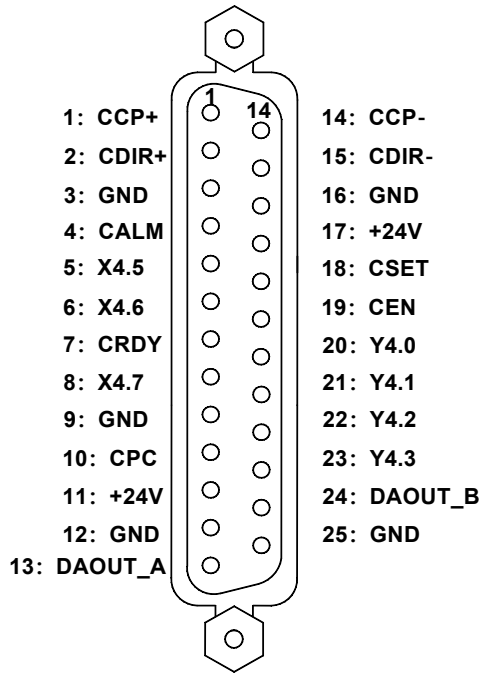 1
14
1: CCP+
2: CDIR+
3: GND
4: CALM
5: X4.5
6: X4.6
7: CRDY
8: X4.7
9: GND
10: CPC
11: +24V
12: GND
13: DAOUT_A
14: CCP-
15: CDIR-
16: GND
17: +24V
18: CSET
19: CEN
20: Y4.0
21: Y4.1
22: Y4.2
23: Y4.3
24: DAOUT_B
25: GND